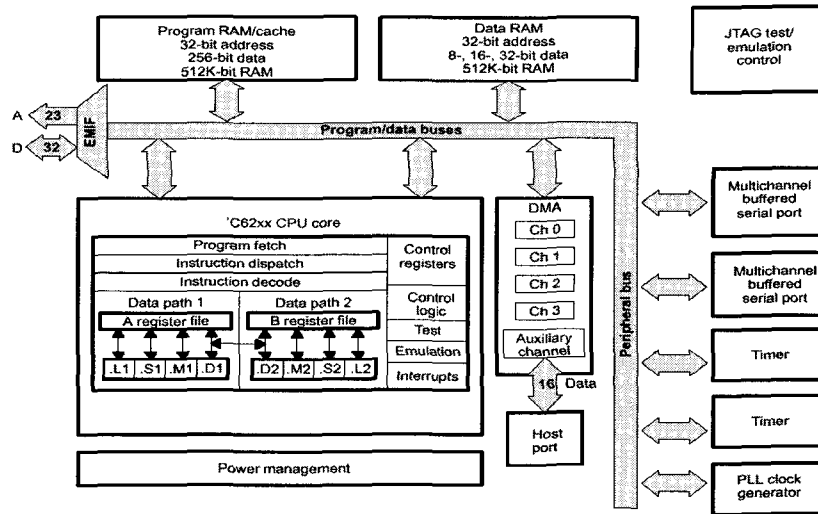 Program RAM/cache
32-bit address
256-bit data
512K-bit RAM
Data RAM
32-bit address
8-, 16-, 32-bit data
512K-bit RAM
JTAG test/
emulation
control
A
23
D
32
EMIF
Program/data buses
'C62xx CPU core
Program fetch
Instruction dispatch
Instruction decode
Data path 1
A register file
.L1
.S1
.M1
.D1
Data path 2
B register file
.D2
.M2
.S2
.L2
Control
registers
Control
logic
Test
Emulation
Interrupts
Power management
DMA
Ch 0
Ch 1
Ch 2
Ch 3
Auxiliary
channel
16 Data
Host
port
Peripheral bus
Multichannel
buffered
serial port
Multichannel
buffered
serial port
Timer
Timer
PLL clock
generator